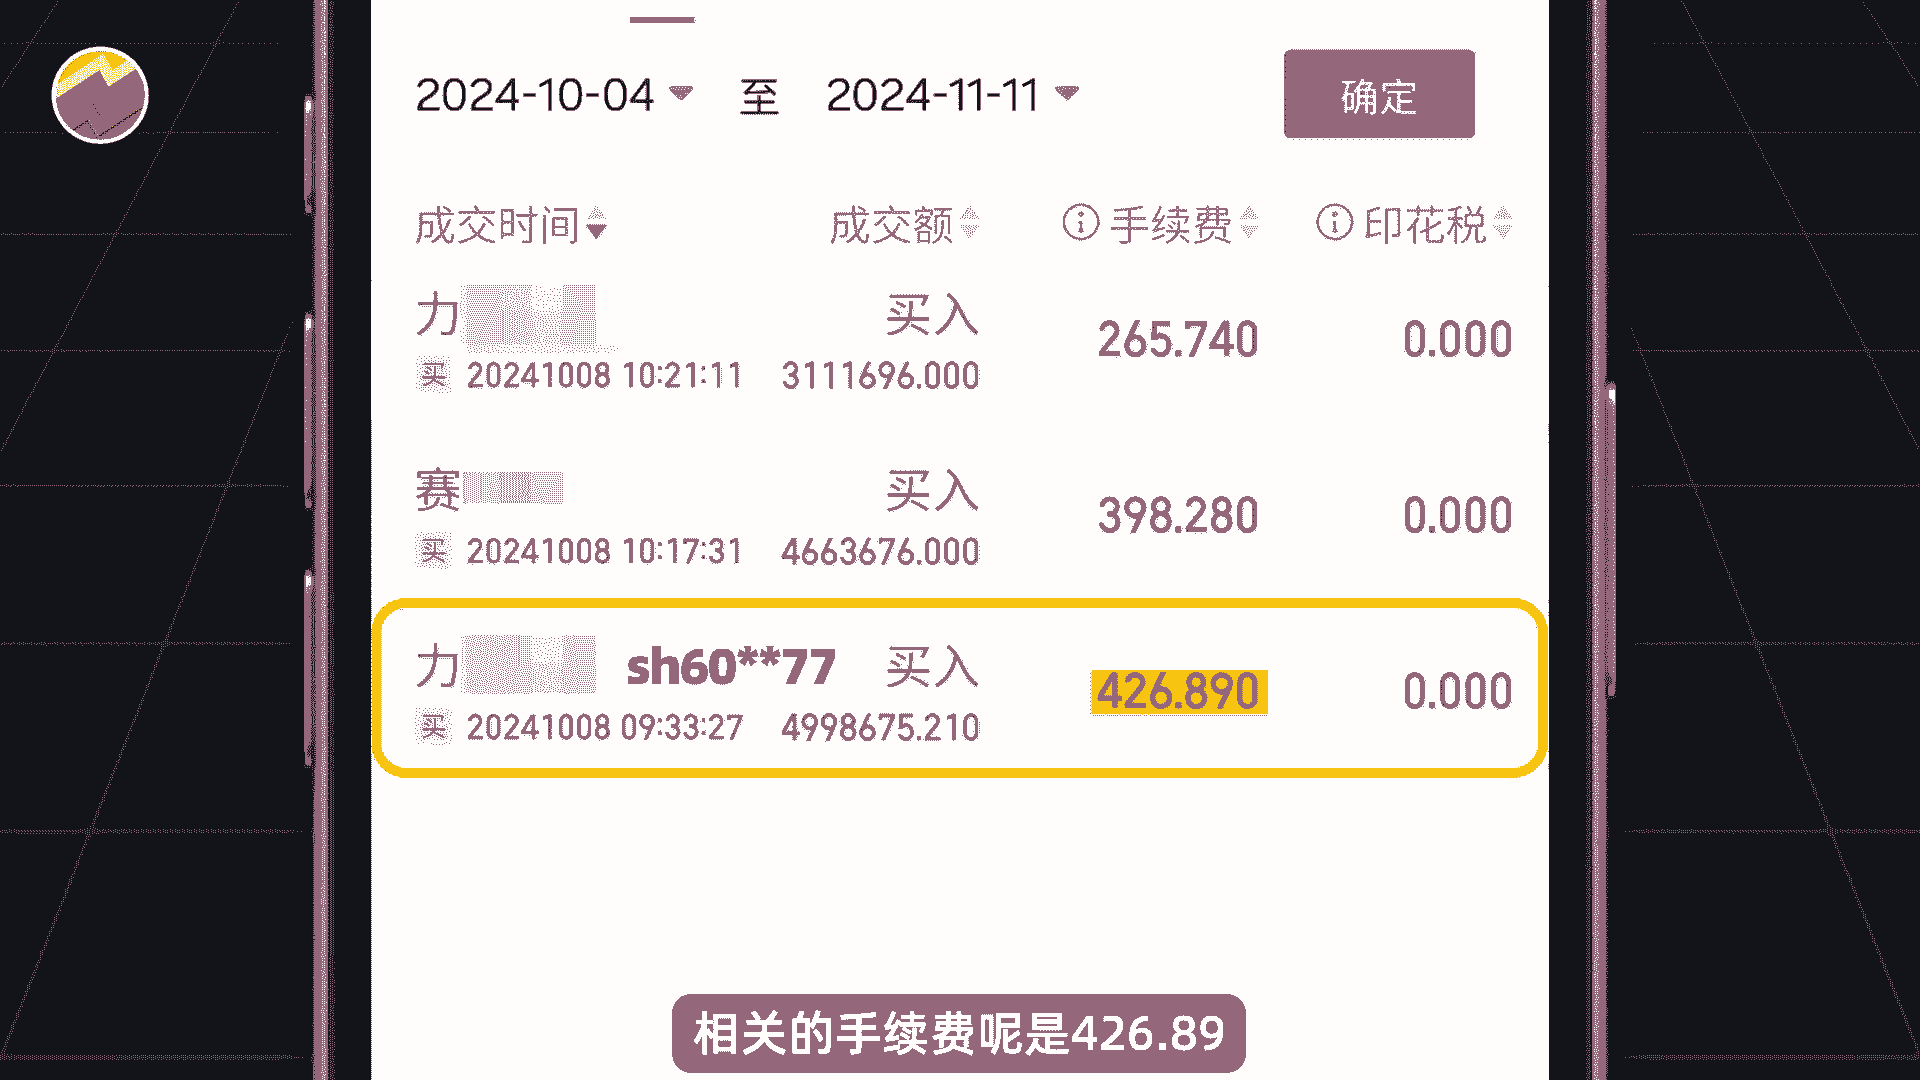 2024-10-04 至 2024-11-11 确定
成交时间 成交额 手续费 印花税
力 买入 265.740 0.000
买 20241008 10:21:11 3111696.000
赛 买入 398.280 0.000
买 20241008 10:17:31 4663676.000
力 sh60**77 买入 426.890 0.000
买 20241008 09:33:27 4998675.210
相关的手续费呢是426.89